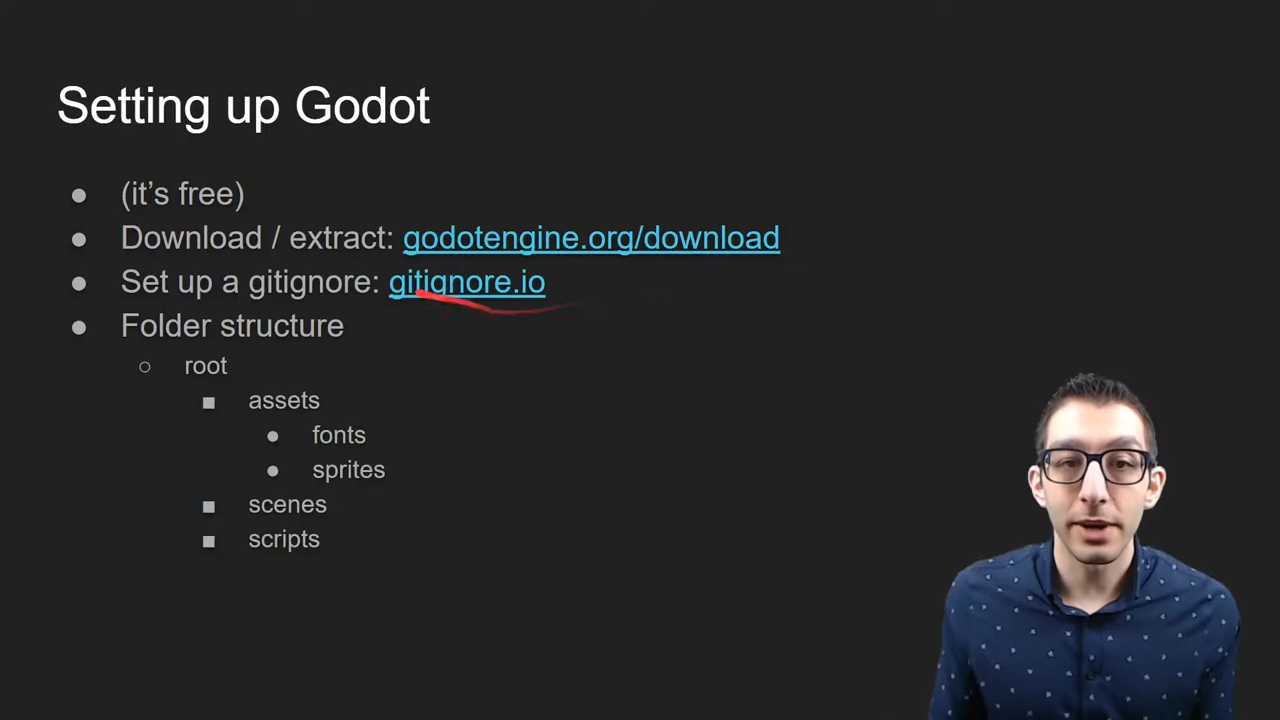 Setting up Godot
(it's free)
Download / extract: godotengine.org/download
Set up a gitignore: gitignore.io
Folder structure
root
assets
fonts
sprites
scenes
scripts